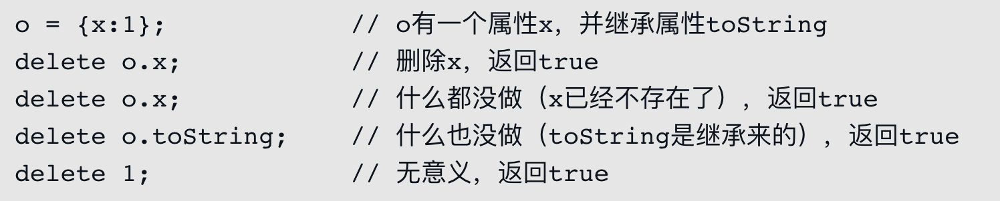 o = {x:1}; // o有一个属性x，并继承属性toString
delete o.x; // 删除x，返回true
delete o.x; // 什么都没做（x已经不存在了），返回true
delete o.toString; // 什么也没做（toString是继承来的），返回true
delete 1; // 无意义，返回true